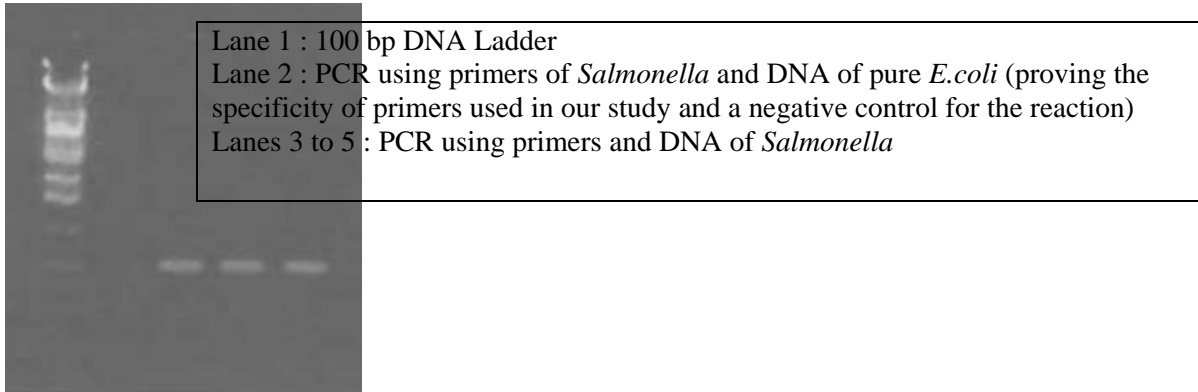 Lane 1 : 100 bp DNA Ladder
Lane 2 : PCR using primers of Salmonella and DNA of pure E.coli (proving the
specificity of primers used in our study and a negative control for the reaction)
Lanes 3 to 5 : PCR using primers and DNA of Salmonella